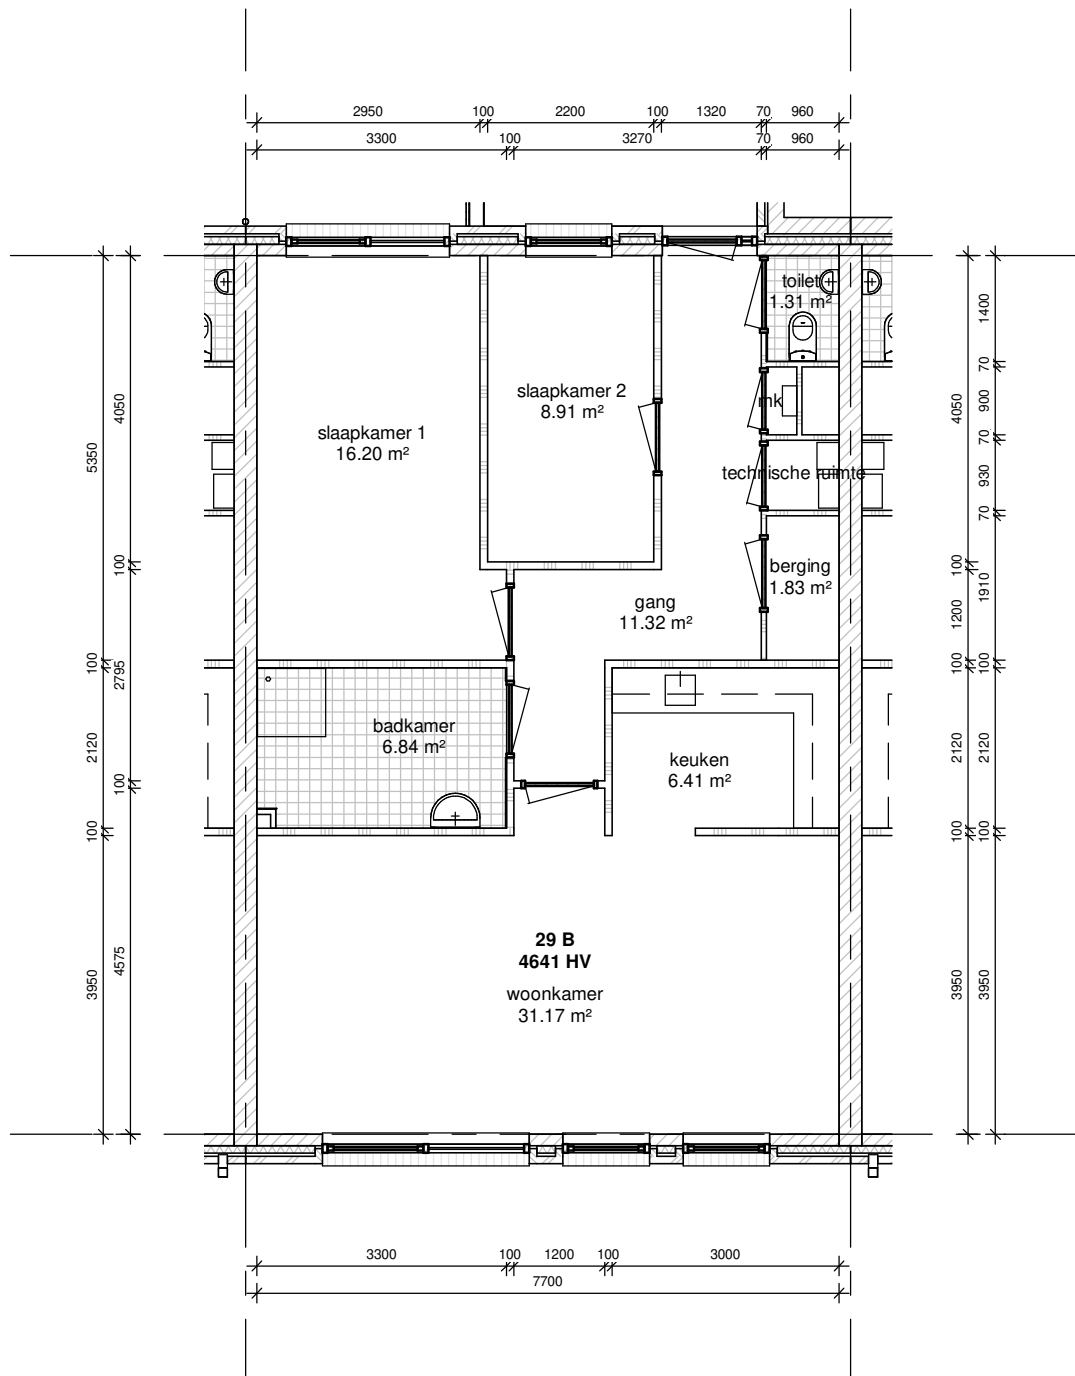 2950 100 2200 100 1320 70 960
3300 100 3270 70 960
toilet
1.31 m²
slaapkamer 2
8.91 m²
mk
slaapkamer 1
16.20 m²
technische ruimte
berging
1.83 m²
gang
11.32 m²
badkamer
6.84 m²
keuken
6.41 m²
29 B
4641 HV
woonkamer
31.17 m²
5350
100
2120
100
3950
4050
100
2795
100
4575
4050
100
1200
100
2120
100
3950
1400
70
900
70
930
70
1910
100
2120
100
3950
3300 100 1200 100 3000
7700